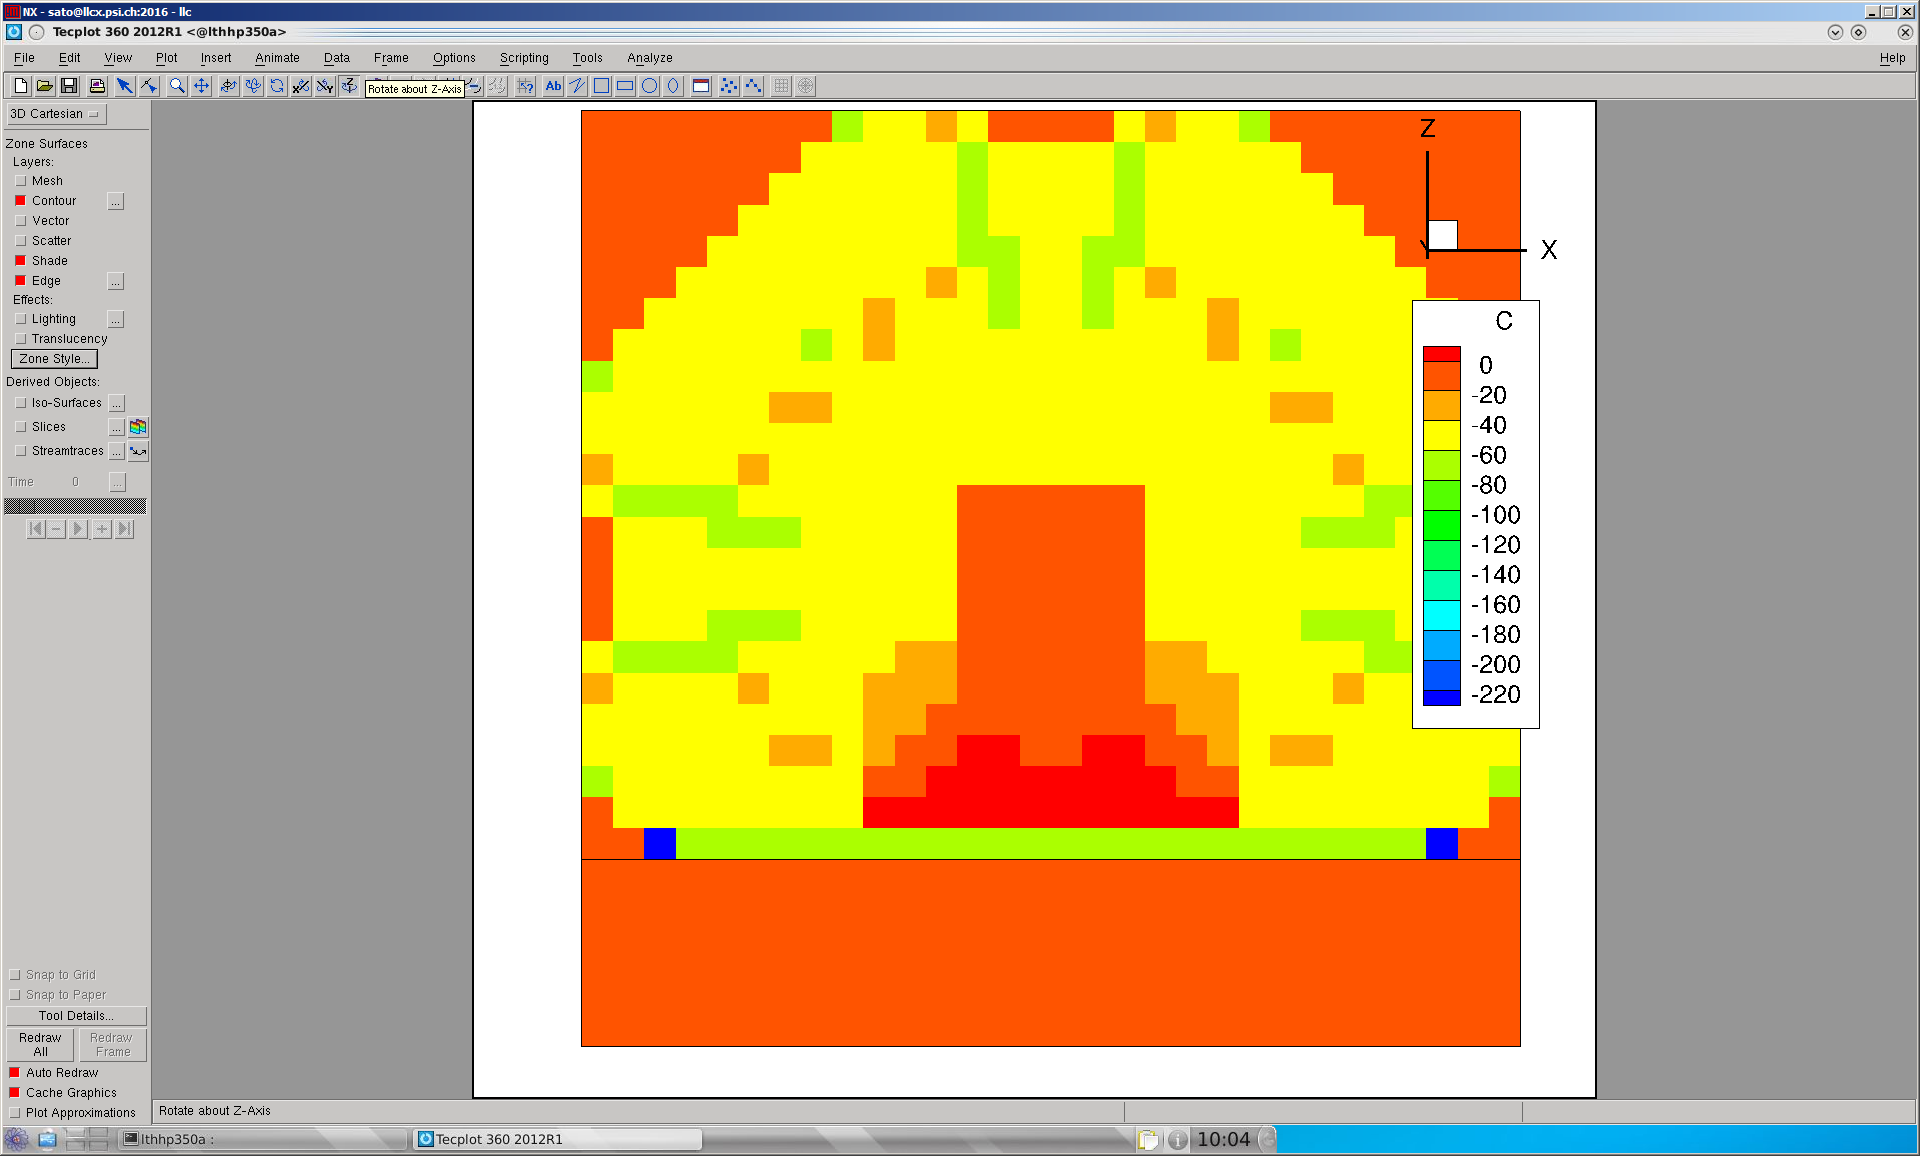 NX - sato@llcx.psi.ch:2016 - llc
Tecplot 360 2012R1 <@lthhp350a>
File Edit View Plot Insert Animate Data Frame Options Scripting Tools Analyze Help
Ab
Rotate about Z-Axis
3D Cartesian
Zone Surfaces
Layers:
Mesh
Contour ...
Vector
Scatter
Shade
Edge ...
Effects:
Lighting ...
Translucency
Zone Style...
Derived Objects:
Iso-Surfaces ...
Slices ...
Streamtraces ...
Time 0 ...
Z
Y
X
C
0
-20
-40
-60
-80
-100
-120
-140
-160
-180
-200
-220
Snap to Grid
Snap to Paper
Tool Details...
Redraw All
Redraw Frame
Auto Redraw
Cache Graphics
Plot Approximations
Rotate about Z-Axis
lthhp350a :
Tecplot 360 2012R1
10:04